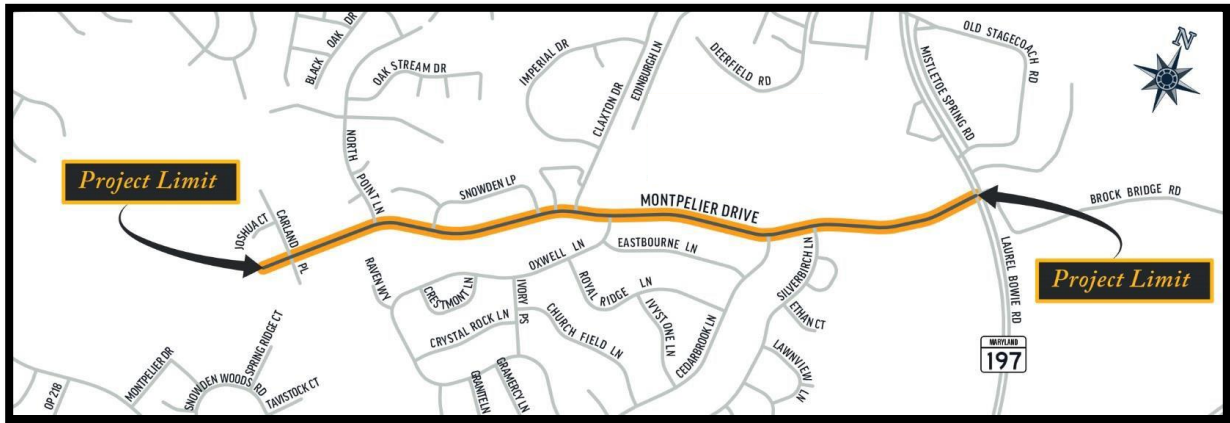 BLACK OAK DR
OAK STREAM DR
IMPERIAL DR
CLAXTON DR
EDINBURGH LN
DEERFIELD RD
MISTLETOE SPRING RD
OLD STAGECOACH RD
N
Project Limit
NORTH POINT LN
SNOWDEN LP
MONTPELIER DRIVE
BROCK BRIDGE RD
JOSHUA CT
CARLAND PL
RAVEN WY
OXWELL LN
EASTBOURNE LN
SILVERBIRCH LN
LAUREL BOWIE RD
Project Limit
CRESTMONT LN
IVORY PS
ROYAL RIDGE LN
IVYSTONE LN
ETHAN CT
CRYSTAL ROCK LN
CHURCH FIELD LN
CEDARBROOK LN
LAWNVIEW LN
MARYLAND
197
SPRING RIDGE CT
MONTPELIER DR
SNOWDEN WOODS RD
TAVISTOCK CT
OP 218
GRANITE LN
GRAMERCY LN